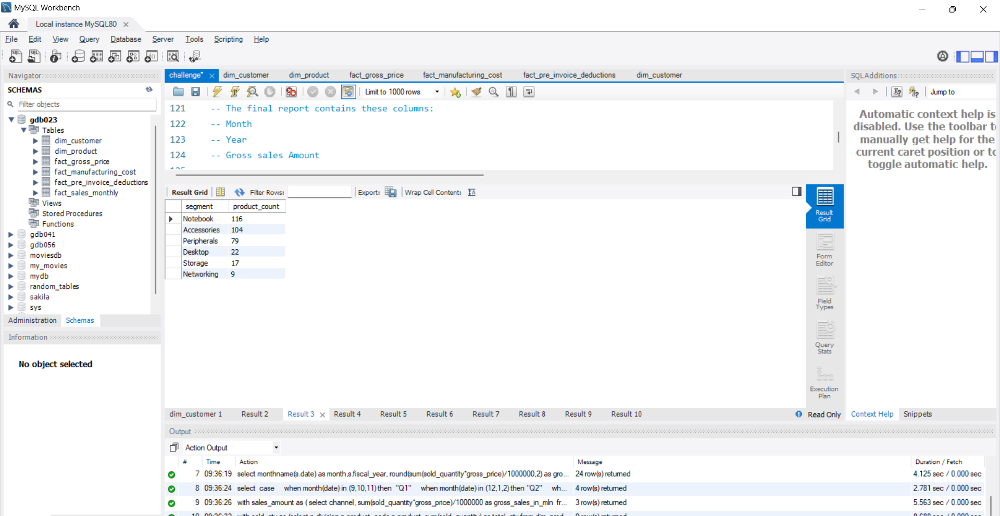 MySQL Workbench
Local instance MySQL80
File Edit View Query Database Server Tools Scripting Help
Navigator
SCHEMAS
Filter objects
gdb023
Tables
dim_customer
dim_product
fact_gross_price
fact_manufacturing_cost
fact_pre_invoice_deductions
fact_sales_monthly
Views
Stored Procedures
Functions
gdb041
gdb056
moviesdb
my_movies
mydb
random_tables
sakila
sys
Administration Schemas
Information
No object selected
challenge* dim_customer dim_product fact_gross_price fact_manufacturing_cost fact_pre_invoice_deductions dim_customer
Limit to 1000 rows
121 -- The final report contains these columns:
122 -- Month
123 -- Year
124 -- Gross sales Amount
Result Grid Filter Rows: Export: Wrap Cell Content:
segment product_count
Notebook 116
Accessories 104
Peripherals 79
Desktop 22
Storage 17
Networking 9
Result Grid
Form Editor
Field Types
Query Stats
Execution Plan
dim_customer 1 Result 2 Result 3 Result 4 Result 5 Result 6 Result 7 Result 8 Result 9 Result 10 Read Only
Output
Action Output
# Time Action Message Duration / Fetch
7 09:36:19 select monthname(s.date) as month,s.fiscal_year, round(sum(sold_quantity*gross_price)/1000000,2) as gro... 24 row(s) returned 4.125 sec / 0.000 sec
8 09:36:24 select case when month(date) in (9,10,11) then "Q1" when month(date) in (12,1,2) then "Q2" wh... 4 row(s) returned 2.781 sec / 0.000 sec
9 09:36:26 with sales_amount as ( select channel, sum(sold_quantity*gross_price)/1000000 as gross_sales_in_mln fr... 3 row(s) returned 5.563 sec / 0.000 sec
SQLAdditions
Jump to
Automatic context help is
disabled. Use the toolbar
manually get help for the
current caret position or
toggle automatic help.
Context Help Snippets